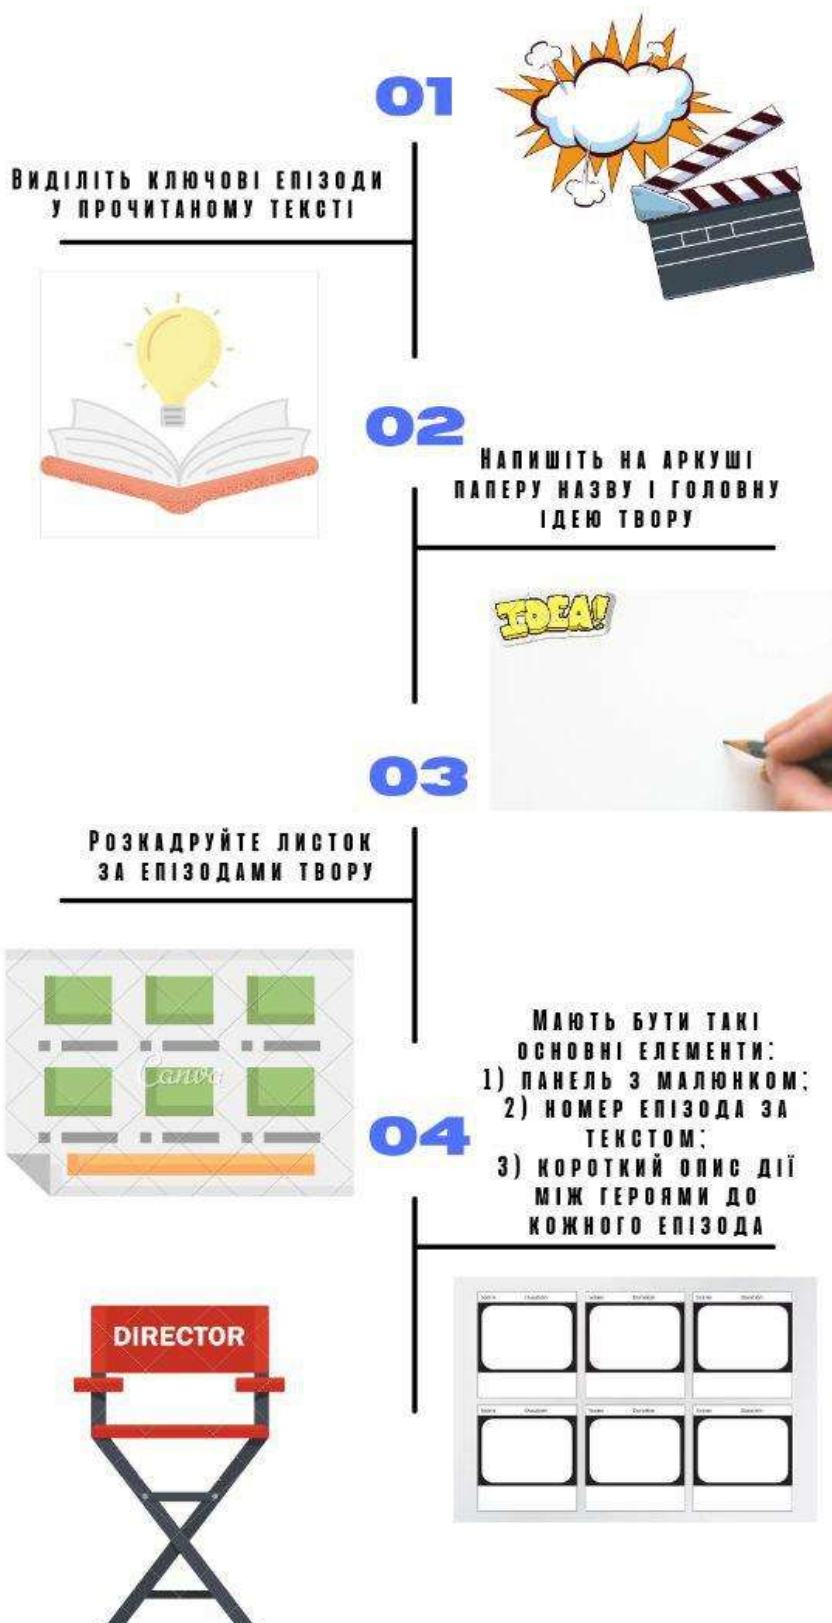 01
Виділіть ключові епізоди
у прочитаному тексті
02
Напишіть на аркуші
паперу назву і головну
ідею твору
IDEA!
03
Розкадруйте листок
за епізодами твору
Canva
Мають бути такі
основні елементи:
1) панель з малюнком;
2) номер епізода за
текстом;
3) короткий опис дії
між героями до
кожного епізода
04
DIRECTOR